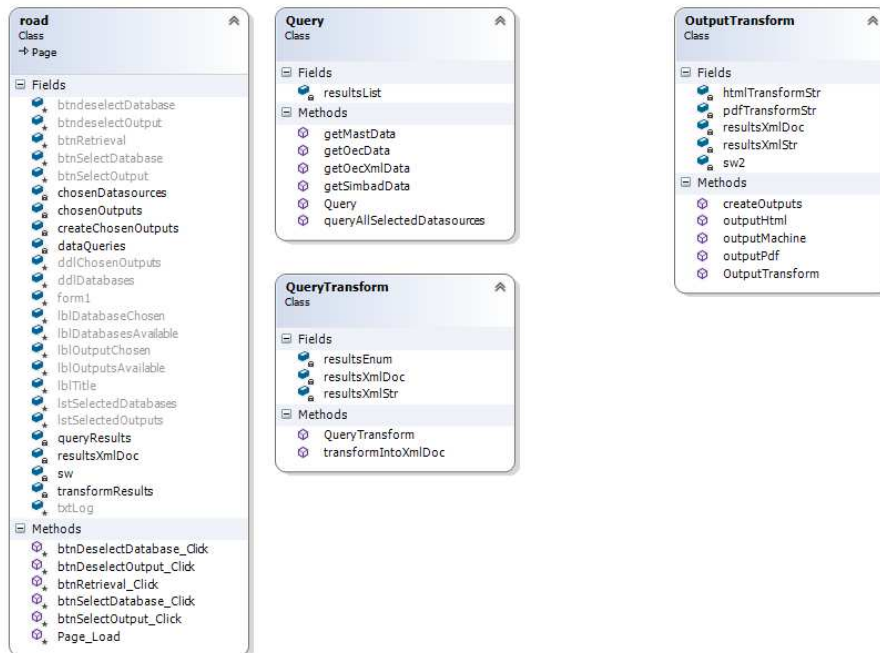 road
Class
Page
Fields
btndeselectDatabase
btndeselectOutput
btnRetrieval
btnSelectDatabase
btnSelectOutput
chosenDatasources
chosenOutputs
createChosenOutputs
dataQueries
ddlChosenOutputs
ddlDatabases
form1
lblDatabaseChosen
lblDatabasesAvailable
lblOutputChosen
lblOutputsAvailable
lblTitle
lstSelectedDatabases
lstSelectedOutputs
queryResults
resultsXmlDoc
sw
transformResults
txtLog
Methods
btnDeselectDatabase_Click
btnDeselectOutput_Click
btnRetrieval_Click
btnSelectDatabase_Click
btnSelectOutput_Click
Page_Load
Query
Class
Fields
resultsList
Methods
getMastData
getOecData
getOecXmlData
getSimbadData
Query
queryAllSelectedDatasources
QueryTransform
Class
Fields
resultsEnum
resultsXmlDoc
resultsXmlStr
Methods
QueryTransform
transformIntoXmlDoc
OutputTransform
Class
Fields
htmlTransformStr
pdfTransformStr
resultsXmlDoc
resultsXmlStr
sw2
Methods
createOutputs
outputHtml
outputMachine
outputPdf
OutputTransform